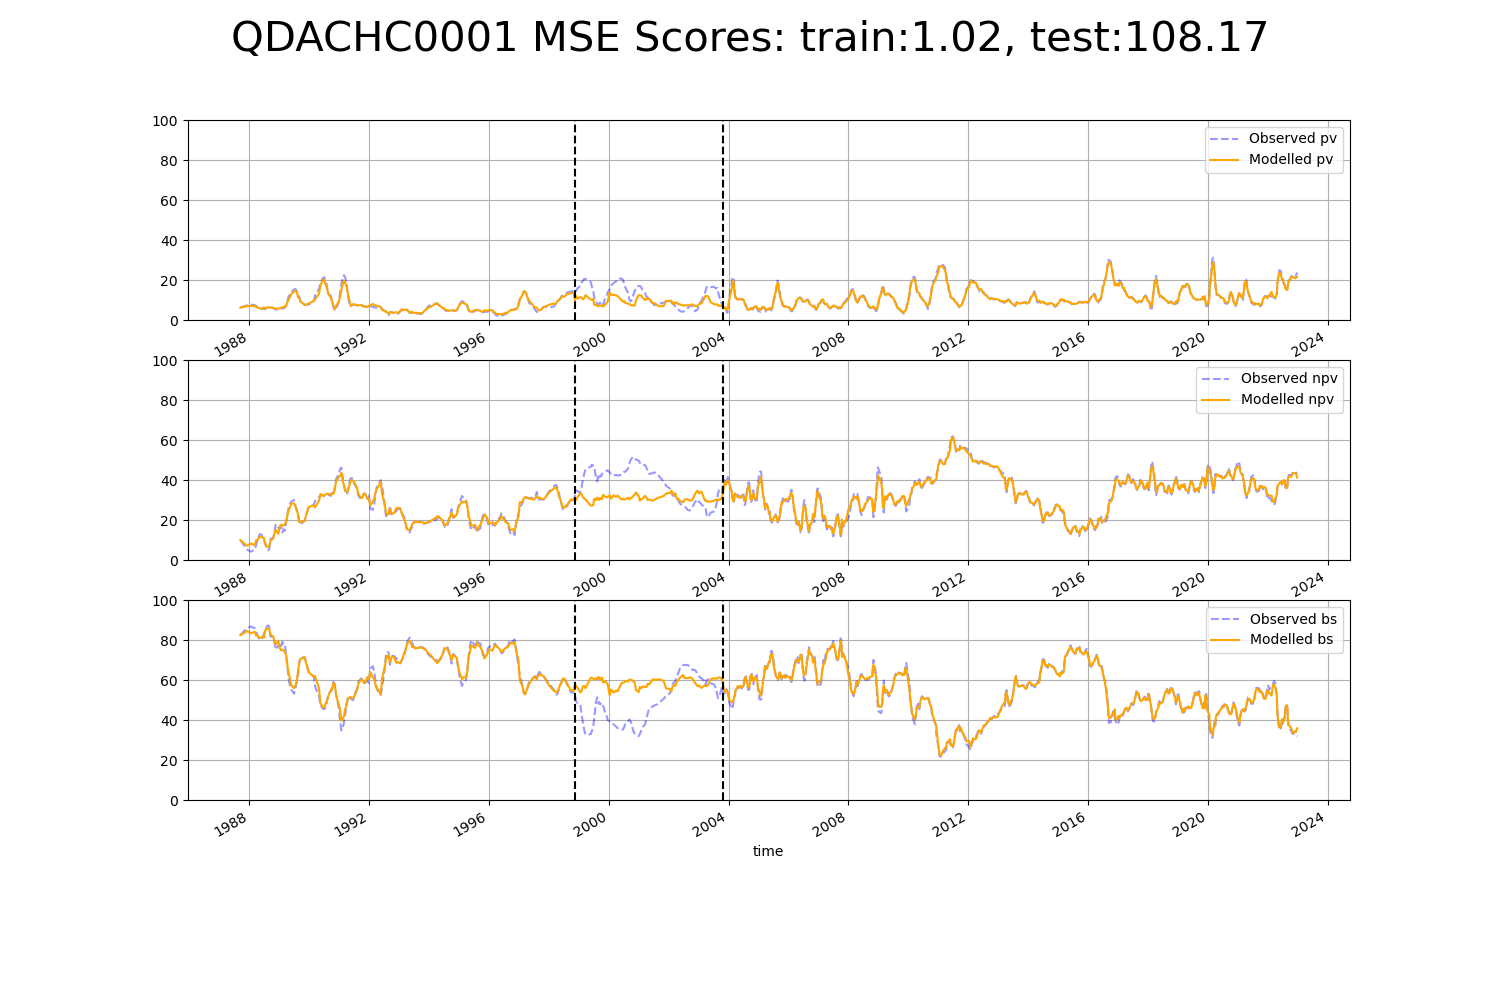 QDACHC0001 MSE Scores: train:1.02, test:108.17
100
80
60
40
20
0
Observed pv
Modelled pv
1988 1992 1996 2000 2004 2008 2012 2016 2020 2024
100
80
60
40
20
0
Observed npv
Modelled npv
1988 1992 1996 2000 2004 2008 2012 2016 2020 2024
100
80
60
40
20
0
Observed bs
Modelled bs
1988 1992 1996 2000 2004 2008 2012 2016 2020 2024
time